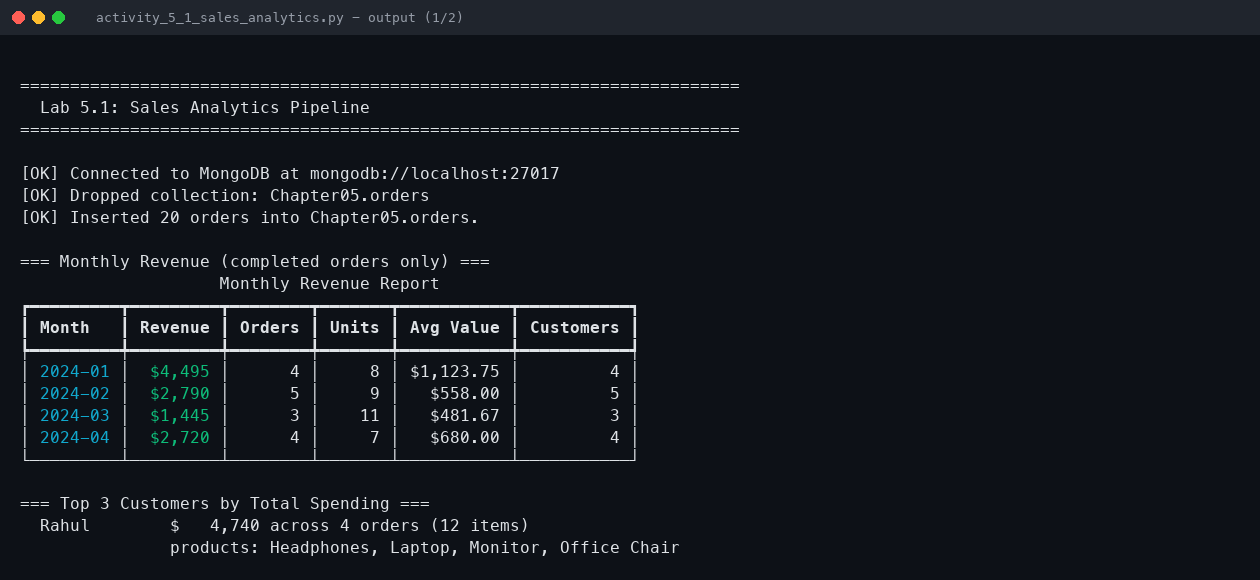 activity_5_1_sales_analytics.py — output (1/2)
========================================================================
  Lab 5.1: Sales Analytics Pipeline
========================================================================
[OK] Connected to MongoDB at mongodb://localhost:27017
[OK] Dropped collection: Chapter05.orders
[OK] Inserted 20 orders into Chapter05.orders.
=== Monthly Revenue (completed orders only) ===
Monthly Revenue Report
┃ Month   ┃ Revenue ┃ Orders ┃ Units ┃ Avg Value ┃ Customers ┃
│ 2024-01 │  $4,495 │      4 │     8 │ $1,123.75 │         4 │
│ 2024-02 │  $2,790 │      5 │     9 │   $558.00 │         5 │
│ 2024-03 │  $1,445 │      3 │    11 │   $481.67 │         3 │
│ 2024-04 │  $2,720 │      4 │     7 │   $680.00 │         4 │
=== Top 3 Customers by Total Spending ===
  Rahul        $   4,740 across 4 orders (12 items)
               products: Headphones, Laptop, Monitor, Office Chair